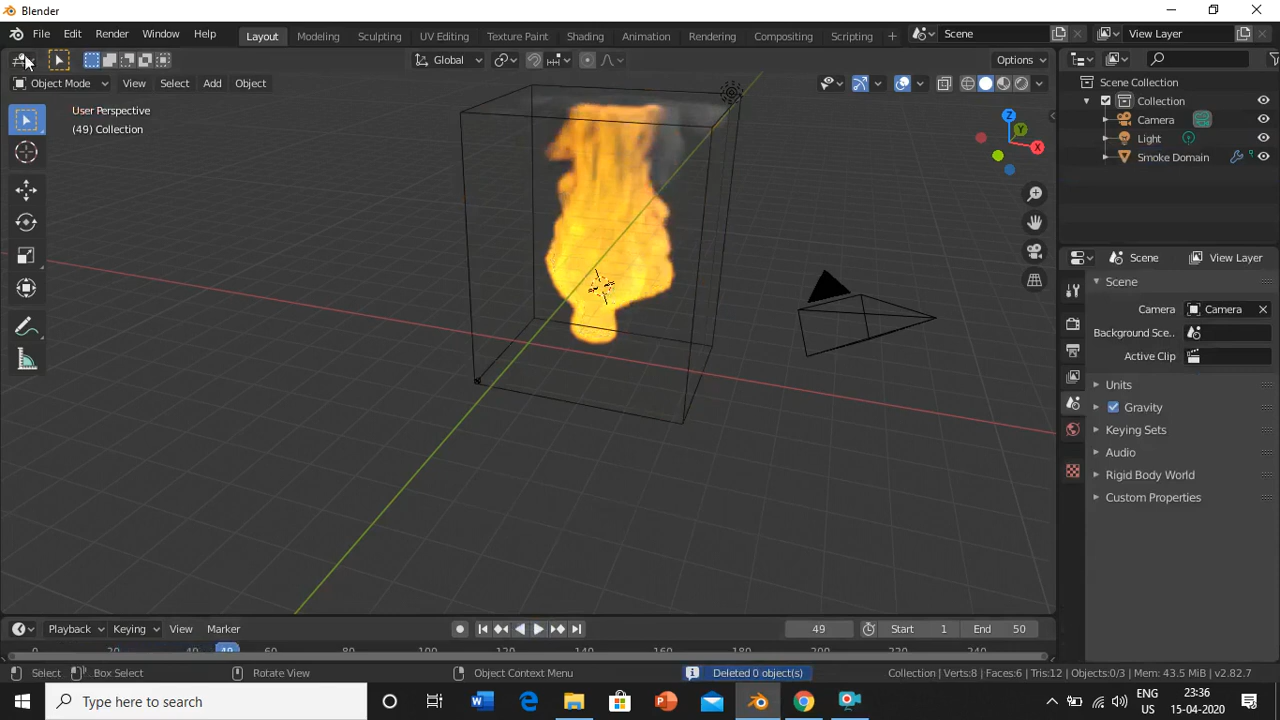 Blender
File Edit Render Window Help Layout Modeling Sculpting UV Editing Texture Paint Shading Animation Rendering Compositing Scripting + Scene View Layer
Global Options
Object Mode View Select Add Object
User Perspective
(49) Collection
Z
Y
X
Scene Collection
Collection
Camera
Light
Smoke Domain
Scene View Layer
Scene
Camera Camera
Background Sce..
Active Clip
Units
Gravity
Keying Sets
Audio
Rigid Body World
Custom Properties
Playback Keying View Marker 49 Start 1 End 50
0 20 40 49 60 80 100 120 140 160 180 200 220 240
Select Box Select Rotate View Object Context Menu Deleted 0 object(s) Collection | Verts:8 | Faces:6 | Tris:12 | Objects:0/3 | Mem: 43.5 MiB | v2.82.7
Type here to search ENG US 23:36 15-04-2020